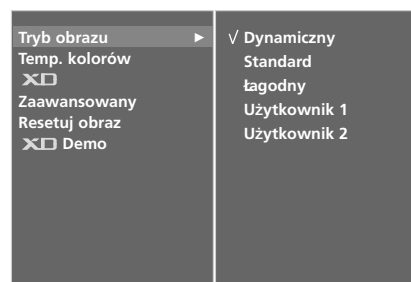 Tryb obrazu ►
Temp. kolorów
XD
Zaawansowany
Resetuj obraz
XD Demo
√ Dynamiczny
Standard
Łagodny
Użytkownik 1
Użytkownik 2